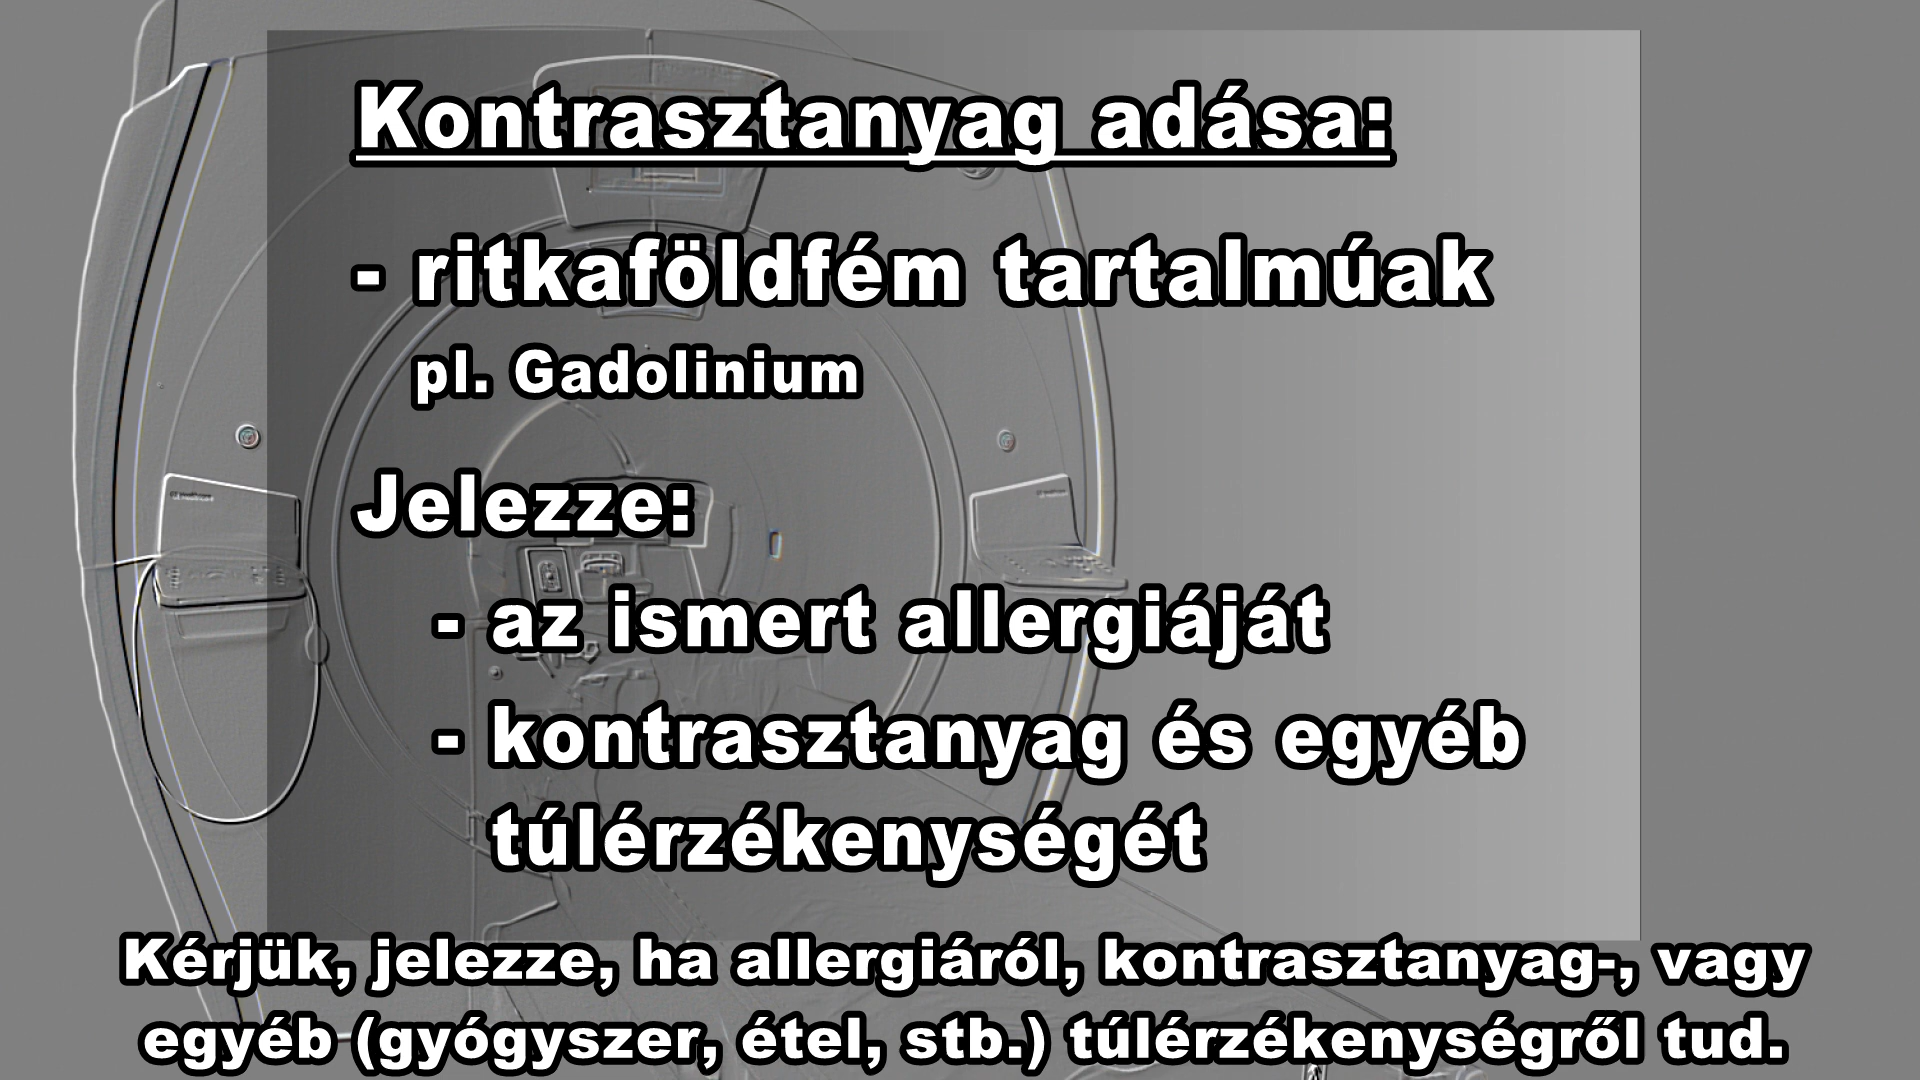 Kontrasztanyag adása:
- ritkaföldfém tartalmúak
pl. Gadolinium
Jelezze:
- az ismert allergiáját
- kontrasztanyag és egyéb
túlérzékenységét
Kérjük, jelezze, ha allergiáról, kontrasztanyag-, vagy
egyéb (gyógyszer, étel, stb.) túlérzékenységről tud.